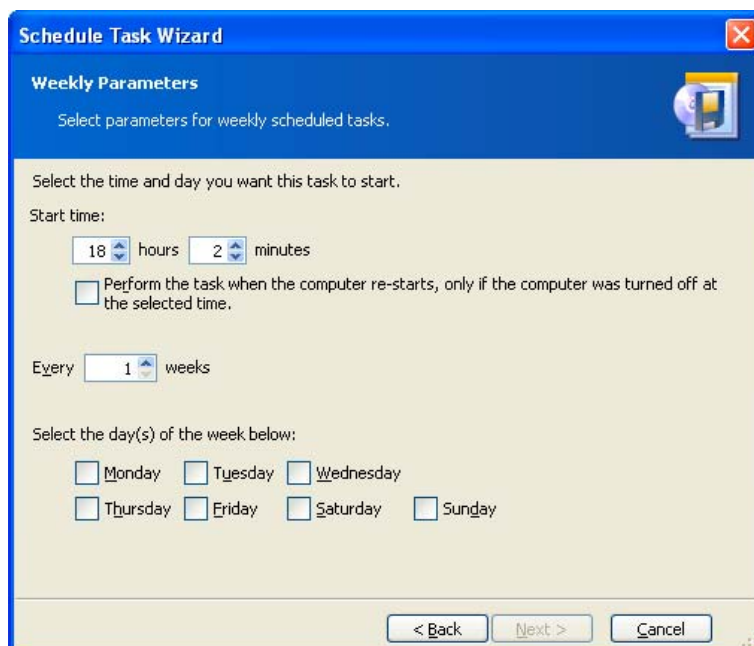 Schedule Task Wizard
Weekly Parameters
Select parameters for weekly scheduled tasks.
Select the time and day you want this task to start.
Start time:
18 hours 2 minutes
Perform the task when the computer re-starts, only if the computer was turned off at
the selected time.
Every 1 weeks
Select the day(s) of the week below:
Monday Tuesday Wednesday
Thursday Friday Saturday Sunday
< Back Next > Cancel